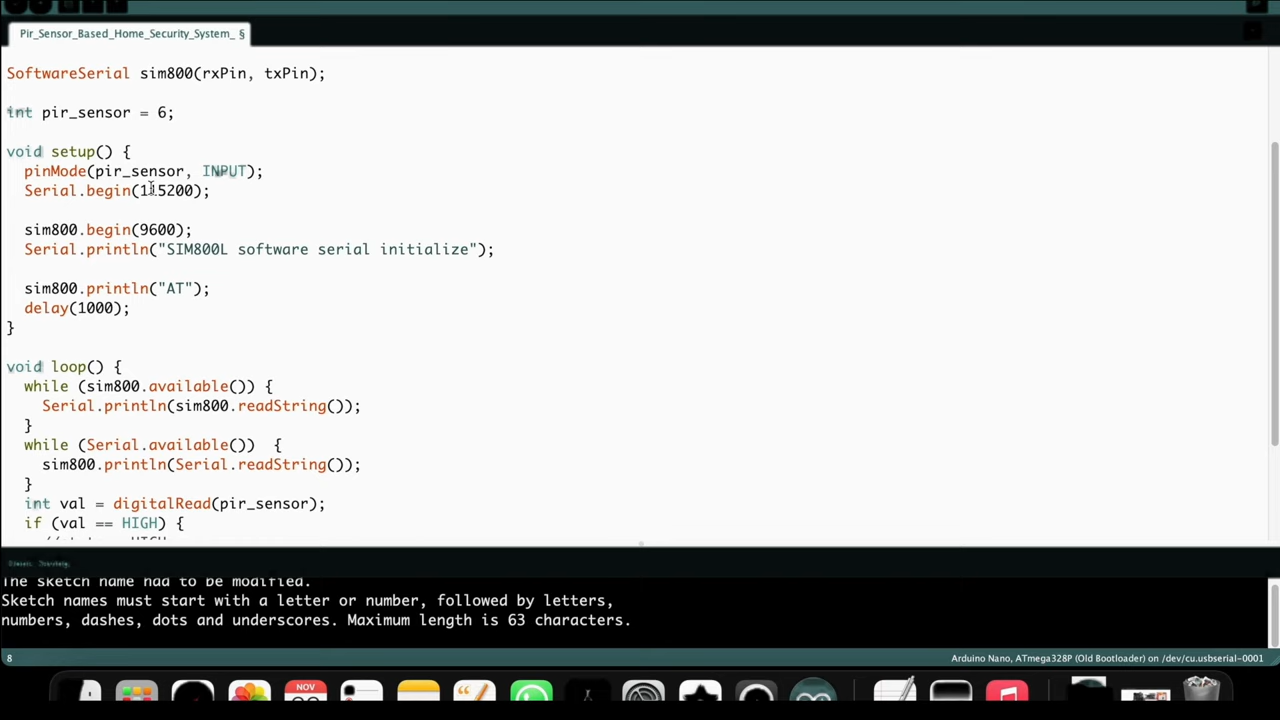 Pir_Sensor_Based_Home_Security_System_ §
SoftwareSerial sim800(rxPin, txPin);
int pir_sensor = 6;
void setup() {
pinMode(pir_sensor, INPUT);
Serial.begin(115200);
sim800.begin(9600);
Serial.println("SIM800L software serial initialize");
sim800.println("AT");
delay(1000);
}
void loop() {
while (sim800.available()) {
Serial.println(sim800.readString());
}
while (Serial.available())  {
sim800.println(Serial.readString());
}
int val = digitalRead(pir_sensor);
if (val == HIGH) {
The sketch name had to be modified.
Sketch names must start with a letter or number, followed by letters,
numbers, dashes, dots and underscores. Maximum length is 63 characters.
8
Arduino Nano, ATmega328P (Old Bootloader) on /dev/cu.usbserial-0001
NOV